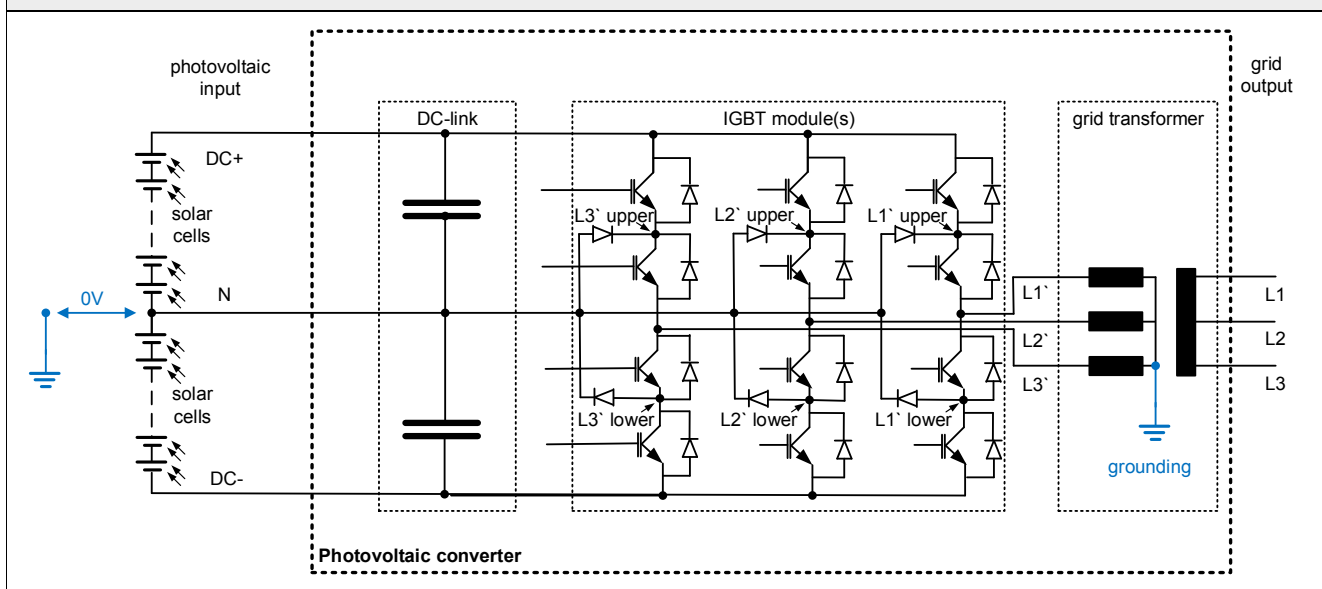 photovoltaic
input
grid
output
DC-link
IGBT module(s)
grid transformer
DC+
solar
cells
L3` upper
L2` upper
L1` upper
0V
N
L1`
L1
L2`
L2
L3`
L3
solar
cells
L3` lower
L2` lower
L1` lower
DC-
grounding
Photovoltaic converter